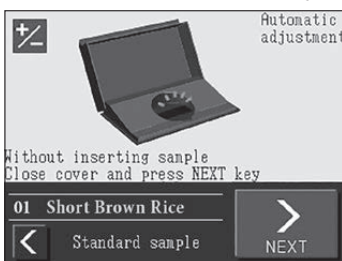 Automatic
adjustment
Without inserting sample
Close cover and press NEXT key
01 Short Brown Rice
Standard sample
NEXT